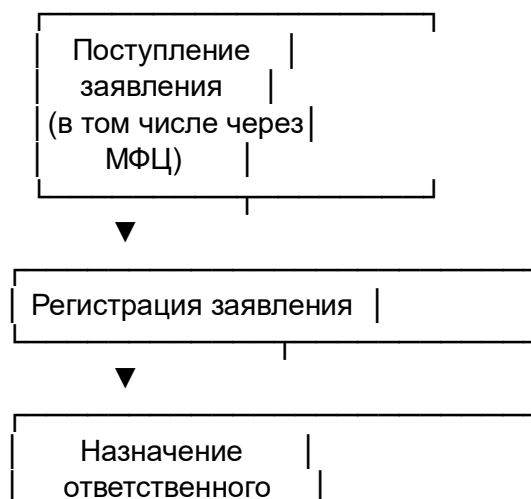 Поступление
заявления
(в том числе через
МФЦ)
▼
Регистрация заявления
▼
Назначение
ответственного